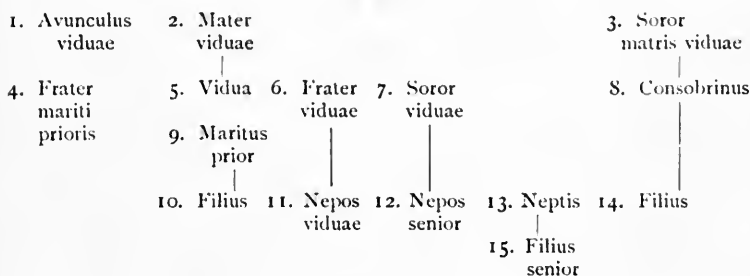 1. Avunculus 2. Mater 3. Soror
viduae viduae matris viduae
4. Frater 5. Vidua 6. Frater 7. Soror 8. Consobrinus
mariti viduae viduae
prioris 9. Maritus
prior
10. Filius 11. Nepos 12. Nepos 13. Neptis 14. Filius
viduae senior
15. Filius
senior